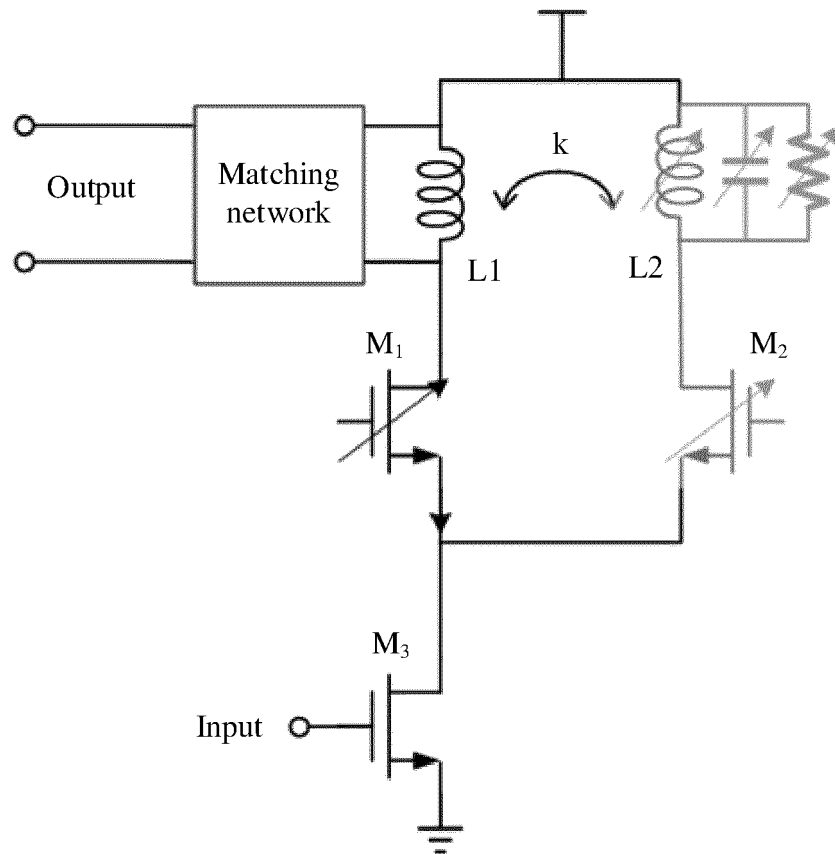 k
Output
Matching
network
L1
L2
M₁
M₂
M₃
Input